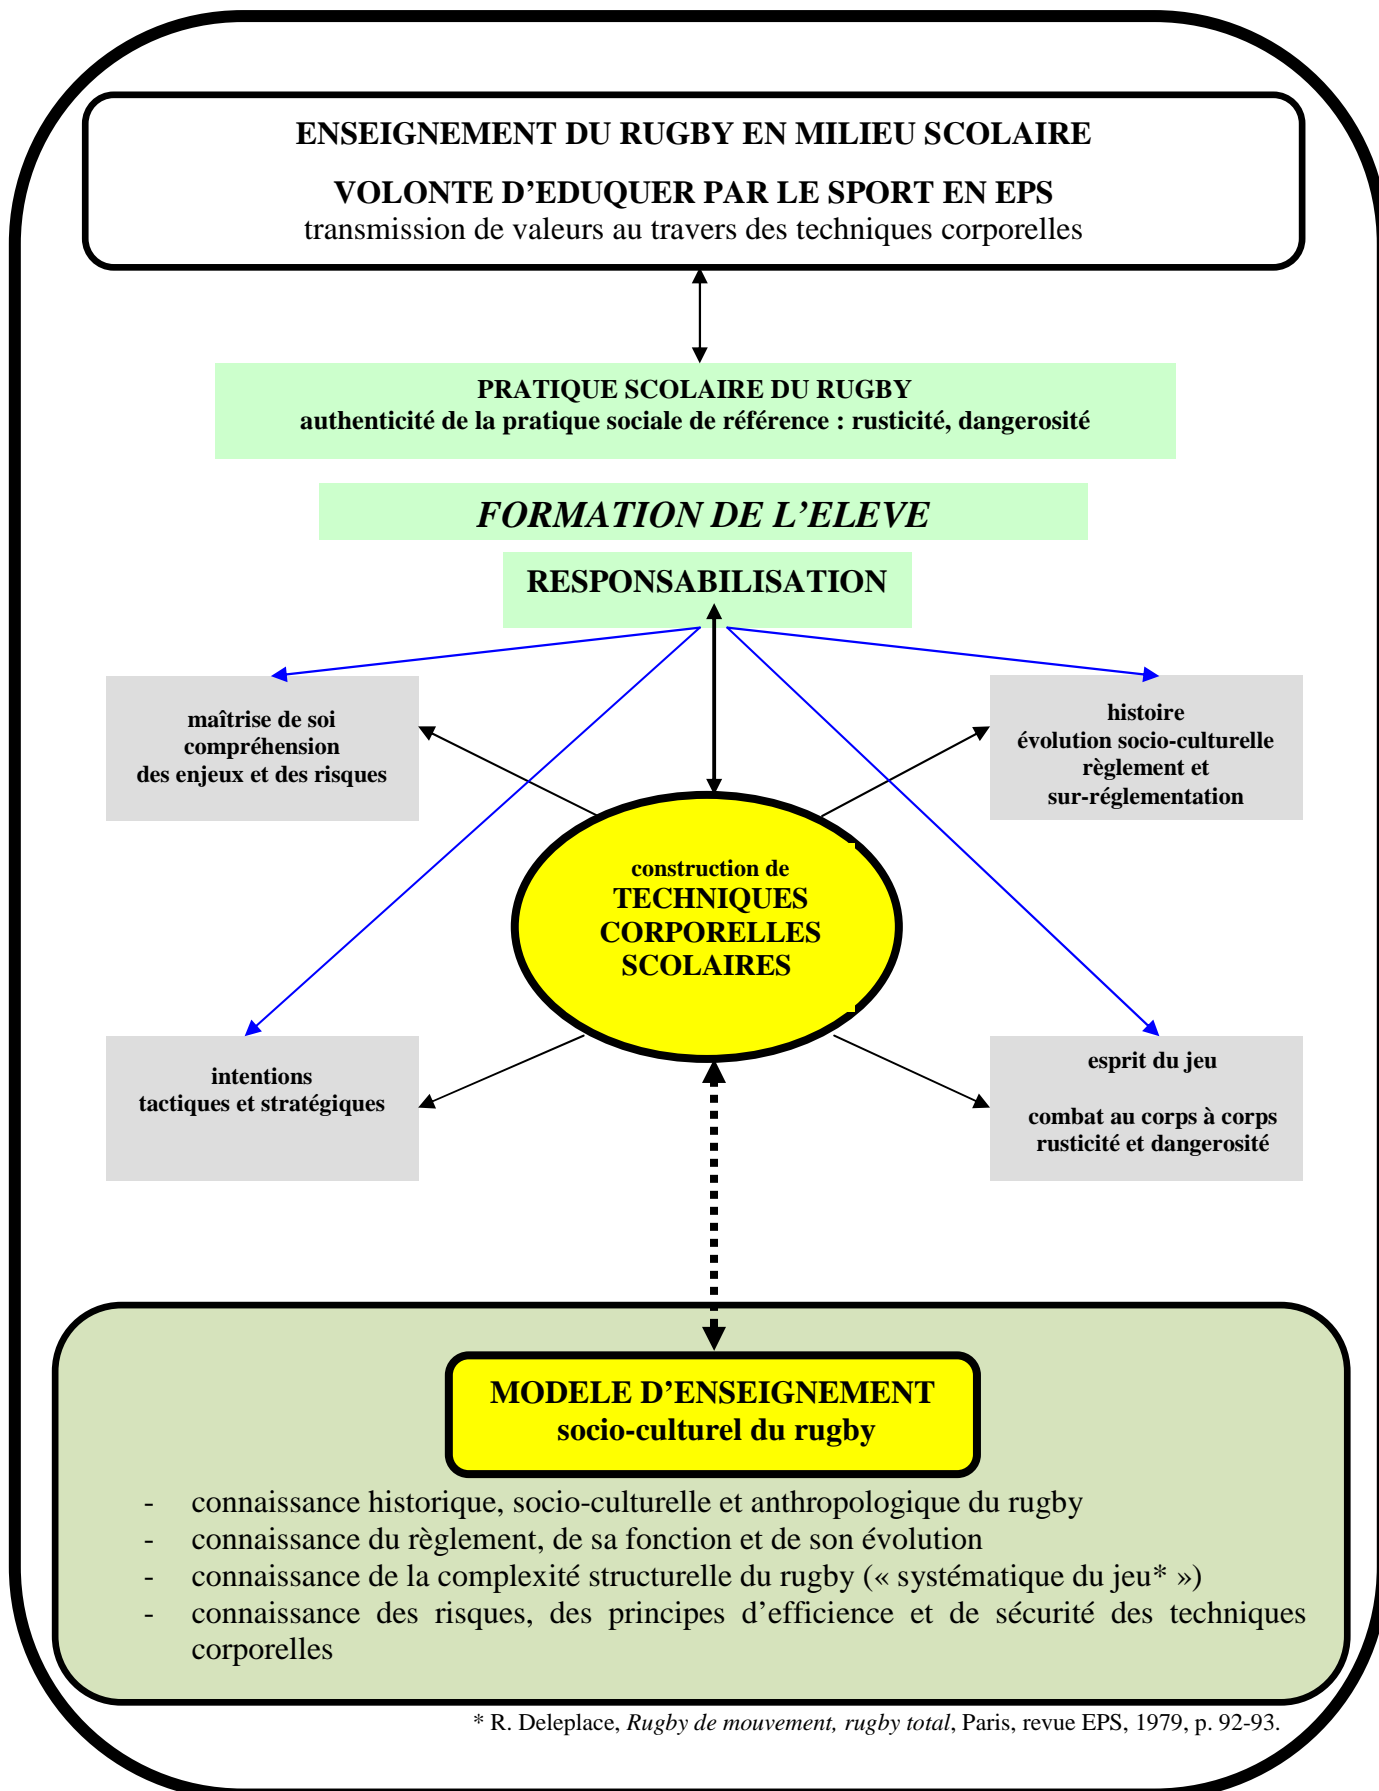 ENSEIGNEMENT DU RUGBY EN MILIEU SCOLAIRE
VOLONTE D’EDUQUER PAR LE SPORT EN EPS
transmission de valeurs au travers des techniques corporelles
PRATIQUE SCOLAIRE DU RUGBY
authenticité de la pratique sociale de référence : rusticité, dangerosité
FORMATION DE L’ELEVE
RESPONSABILISATION
maîtrise de soi
compréhension
des enjeux et des risques
histoire
évolution socio-culturelle
règlement et
sur-réglementation
construction de
TECHNIQUES
CORPORELLES
SCOLAIRES
intentions
tactiques et stratégiques
esprit du jeu
combat au corps à corps
rusticité et dangerosité
MODELE D’ENSEIGNEMENT
socio-culturel du rugby
- connaissance historique, socio-culturelle et anthropologique du rugby
- connaissance du règlement, de sa fonction et de son évolution
- connaissance de la complexité structurelle du rugby (« systématique du jeu* »)
- connaissance des risques, des principes d’efficience et de sécurité des techniques
corporelles
* R. Deleplace, Rugby de mouvement, rugby total, Paris, revue EPS, 1979, p. 92-93.